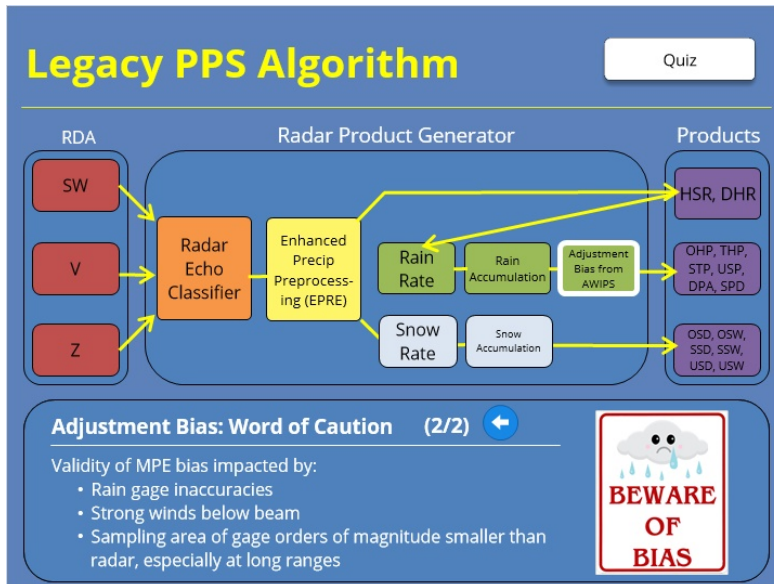 Legacy PPS Algorithm
Quiz
RDA
Radar Product Generator
Products
SW
V
Z
Radar
Echo
Classifier
Enhanced
Precip
Preprocess-
ing (EPRE)
Rain
Rate
Rain
Accumulation
Adjustment
Bias from
AWIPS
Snow
Rate
Snow
Accumulation
HSR, DHR
OHP, THP,
STP, USP,
DPA, SPD
OSD, OSW,
SSD, SSW,
USD, USW
Adjustment Bias: Word of Caution (2/2)
Validity of MPE bias impacted by:
• Rain gage inaccuracies
• Strong winds below beam
• Sampling area of gage orders of magnitude smaller than
radar, especially at long ranges
BEWARE
OF
BIAS